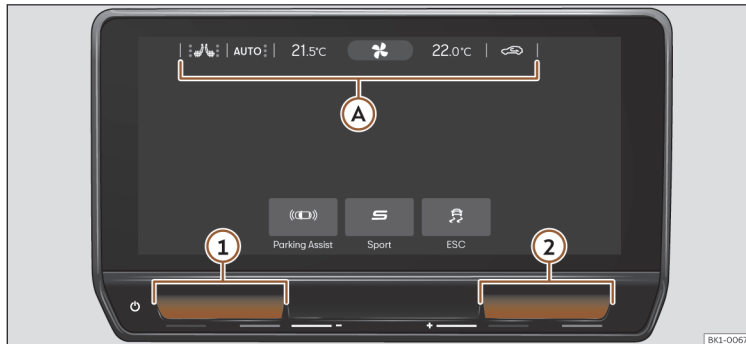 AUTO 21.5°C 22.0°C
A
Parking Assist Sport ESC
1 2
- +
BK1-0067